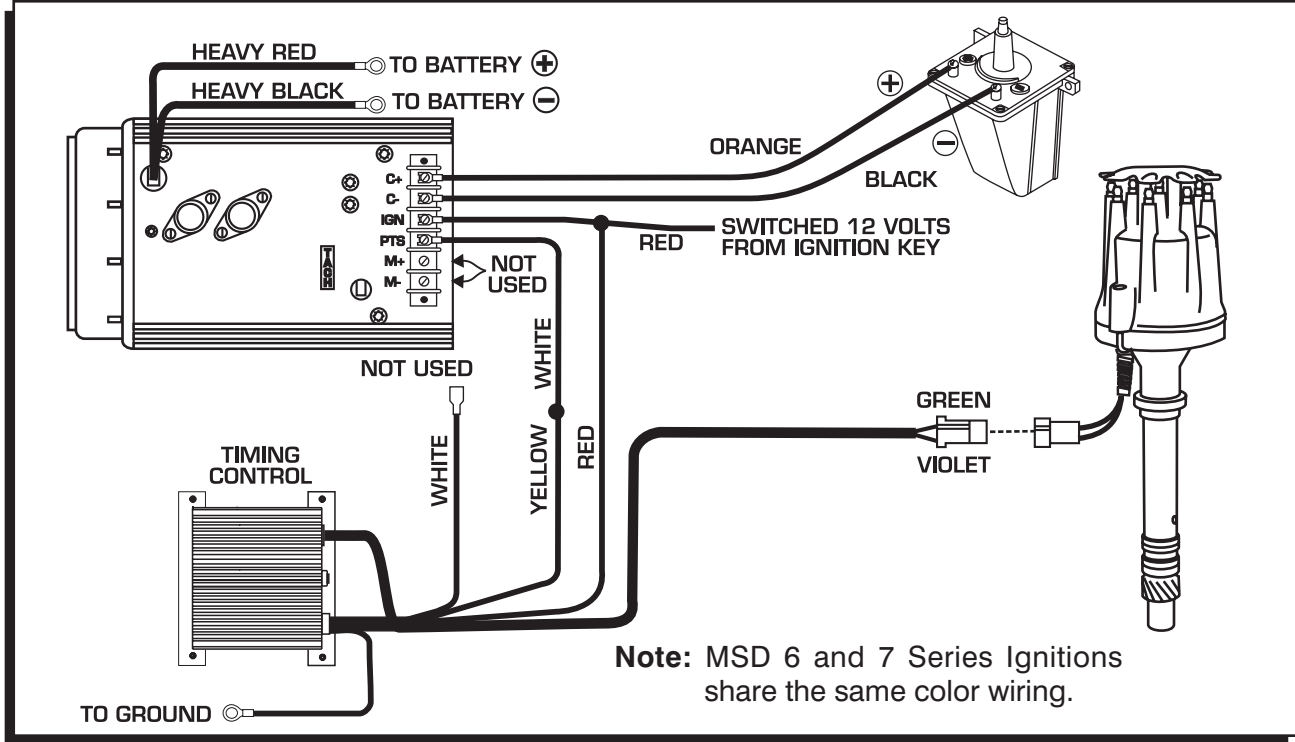 HEAVY RED
TO BATTERY +
HEAVY BLACK
TO BATTERY −
+
ORANGE
−
BLACK
C+
C-
IGN
PTS
M+
M-
TACH
NOT
USED
RED
SWITCHED 12 VOLTS
FROM IGNITION KEY
NOT USED
WHITE
WHITE
YELLOW
RED
GREEN
VIOLET
TIMING
CONTROL
TO GROUND
Note: MSD 6 and 7 Series Ignitions
share the same color wiring.